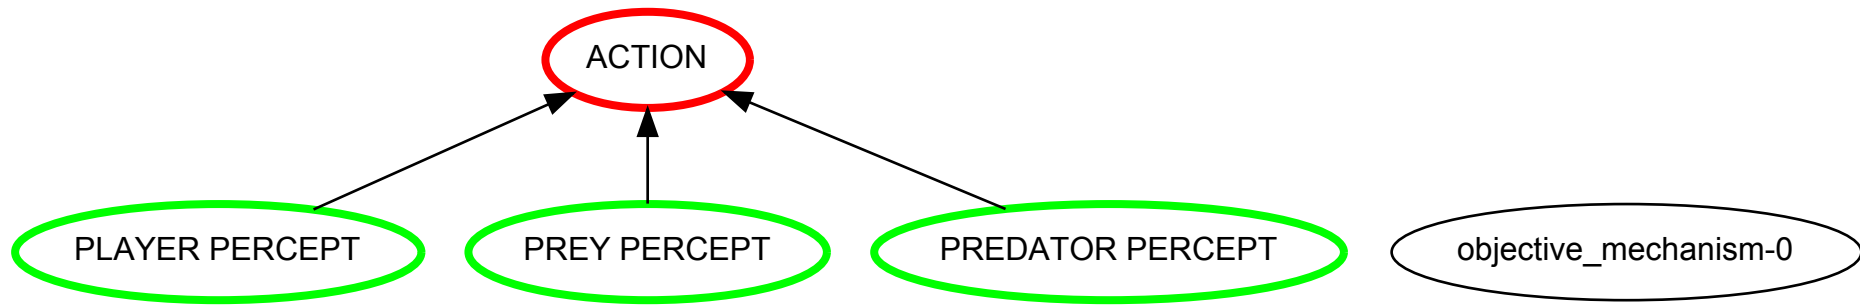 ACTION
PLAYER PERCEPT
PREY PERCEPT
PREDATOR PERCEPT
objective_mechanism-0